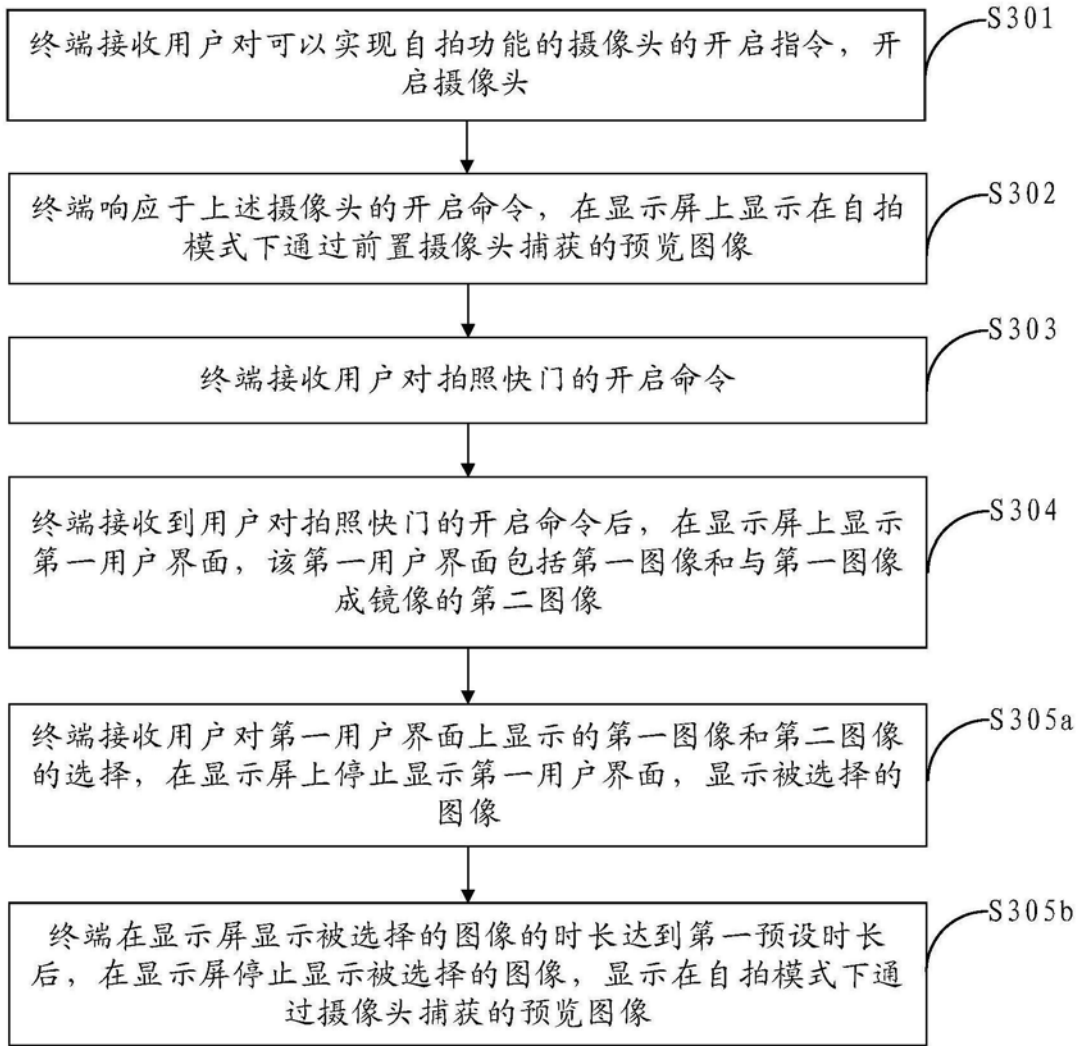 S301
终端接收用户对可以实现自拍功能的摄像头的开启指令，开
启摄像头
S302
终端响应于上述摄像头的开启命令，在显示屏上显示在自拍
模式下通过前置摄像头捕获的预览图像
S303
终端接收用户对拍照快门的开启命令
S304
终端接收到用户对拍照快门的开启命令后，在显示屏上显示
第一用户界面，该第一用户界面包括第一图像和与第一图像
成镜像的第二图像
S305a
终端接收用户对第一用户界面上显示的第一图像和第二图像
的选择，在显示屏上停止显示第一用户界面，显示被选择的
图像
S305b
终端在显示屏显示被选择的图像的时长达到第一预设时长
后，在显示屏停止显示被选择的图像，显示在自拍模式下通
过摄像头捕获的预览图像